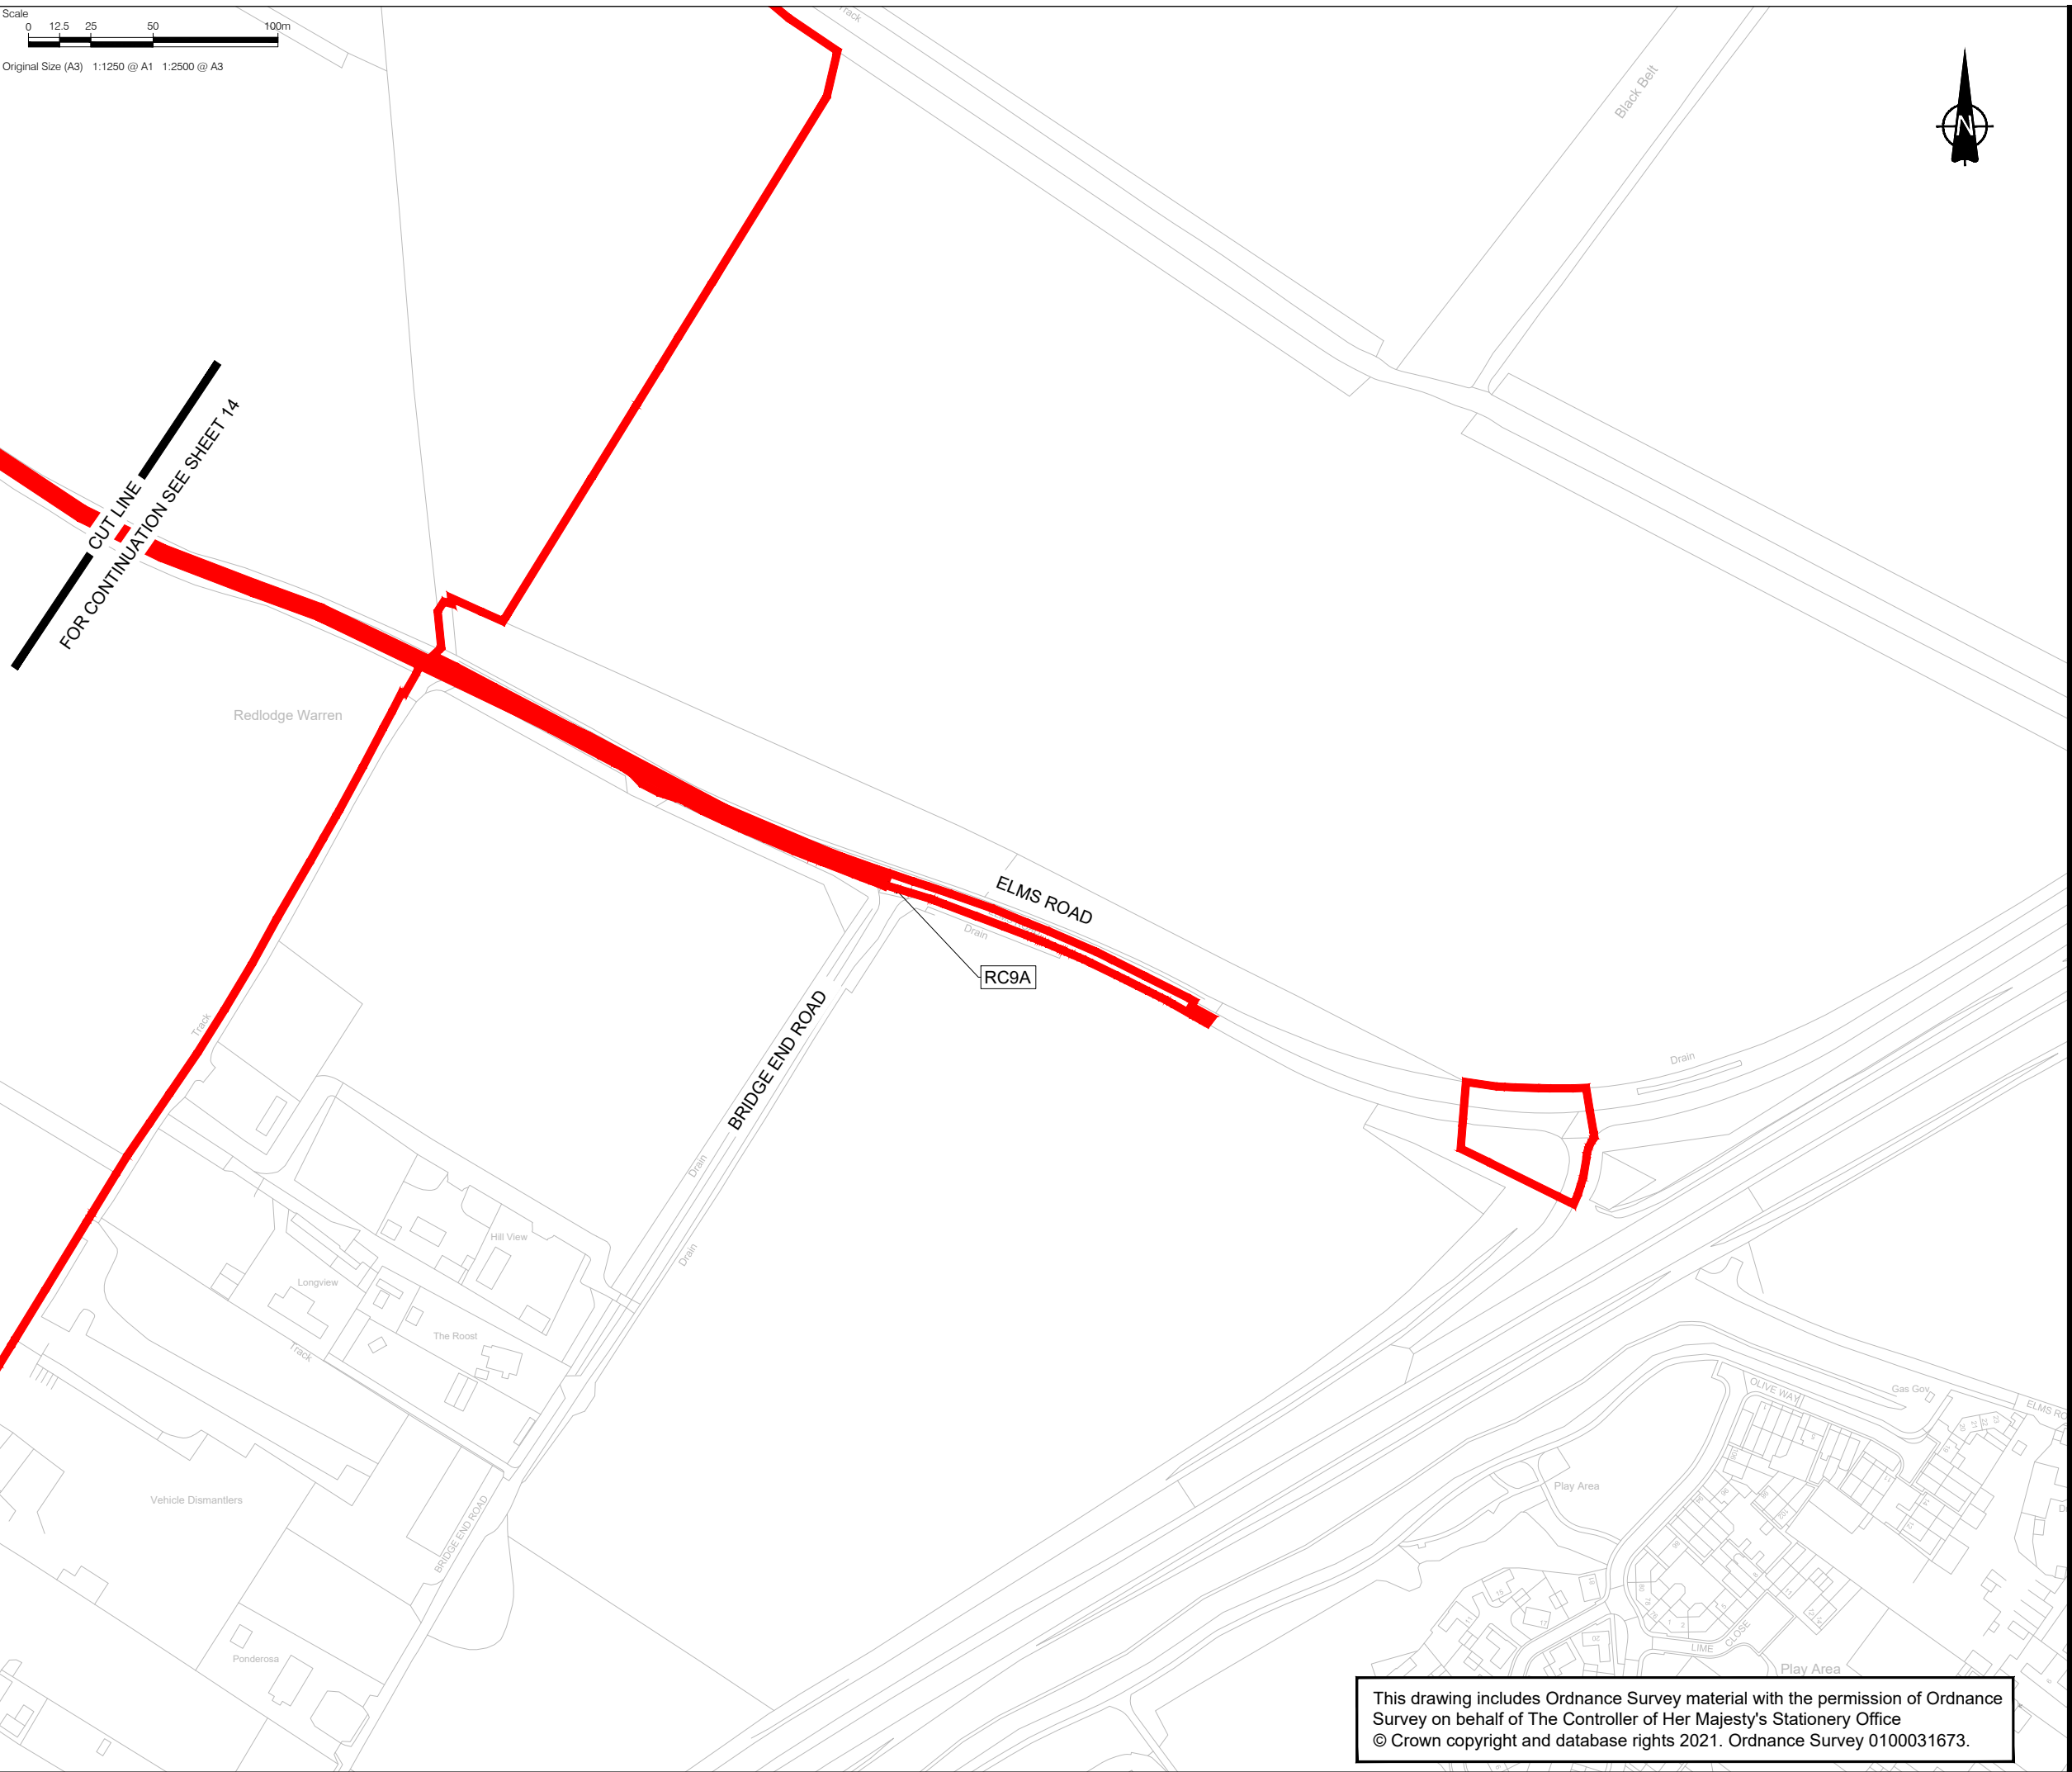 Scale
0 12.5 25 50 100m
Original Size (A3) 1:1250 @ A1 1:2500 @ A3
Track
Black Belt
N
CUT LINE
FOR CONTINUATION SEE SHEET 14
Redlodge Warren
ELMS ROAD
Drain
RC9A
BRIDGE END ROAD
Track
Drain
Drain
Drain
Hill View
Longview
The Roost
Track
Vehicle Dismantlers
BRIDGE END ROAD
Ponderosa
OLIVE WAY
Gas Gov
ELMS RO
Play Area
LIME CLOSE
Play Area
This drawing includes Ordnance Survey material with the permission of Ordnance
Survey on behalf of The Controller of Her Majesty's Stationery Office
© Crown copyright and database rights 2021. Ordnance Survey 0100031673.